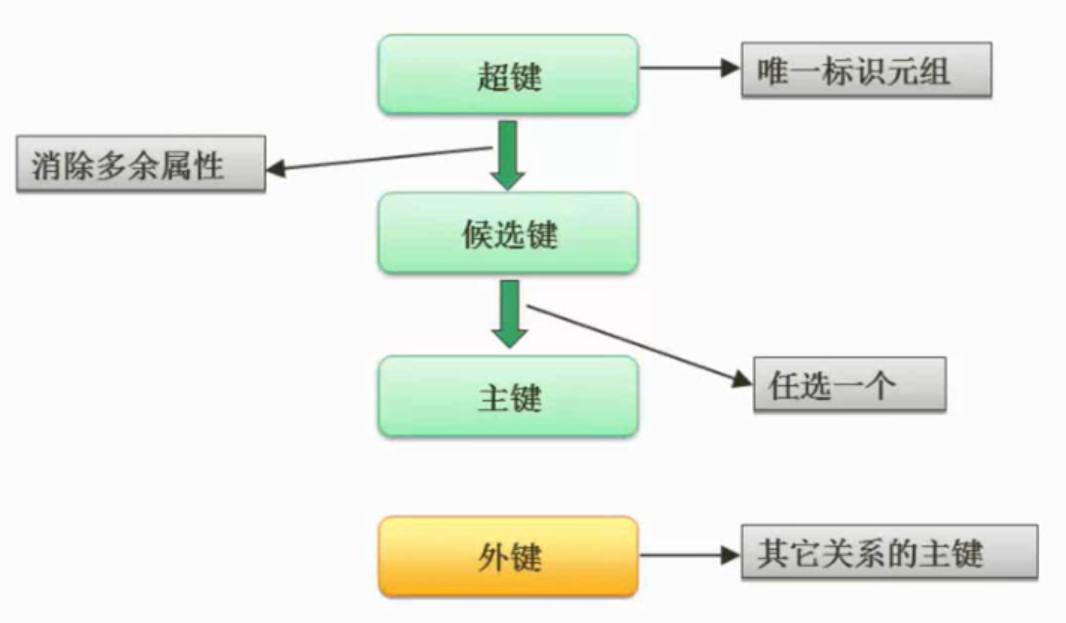 超键
唯一标识元组
消除多余属性
候选键
主键
任选一个
外键
其它关系的主键